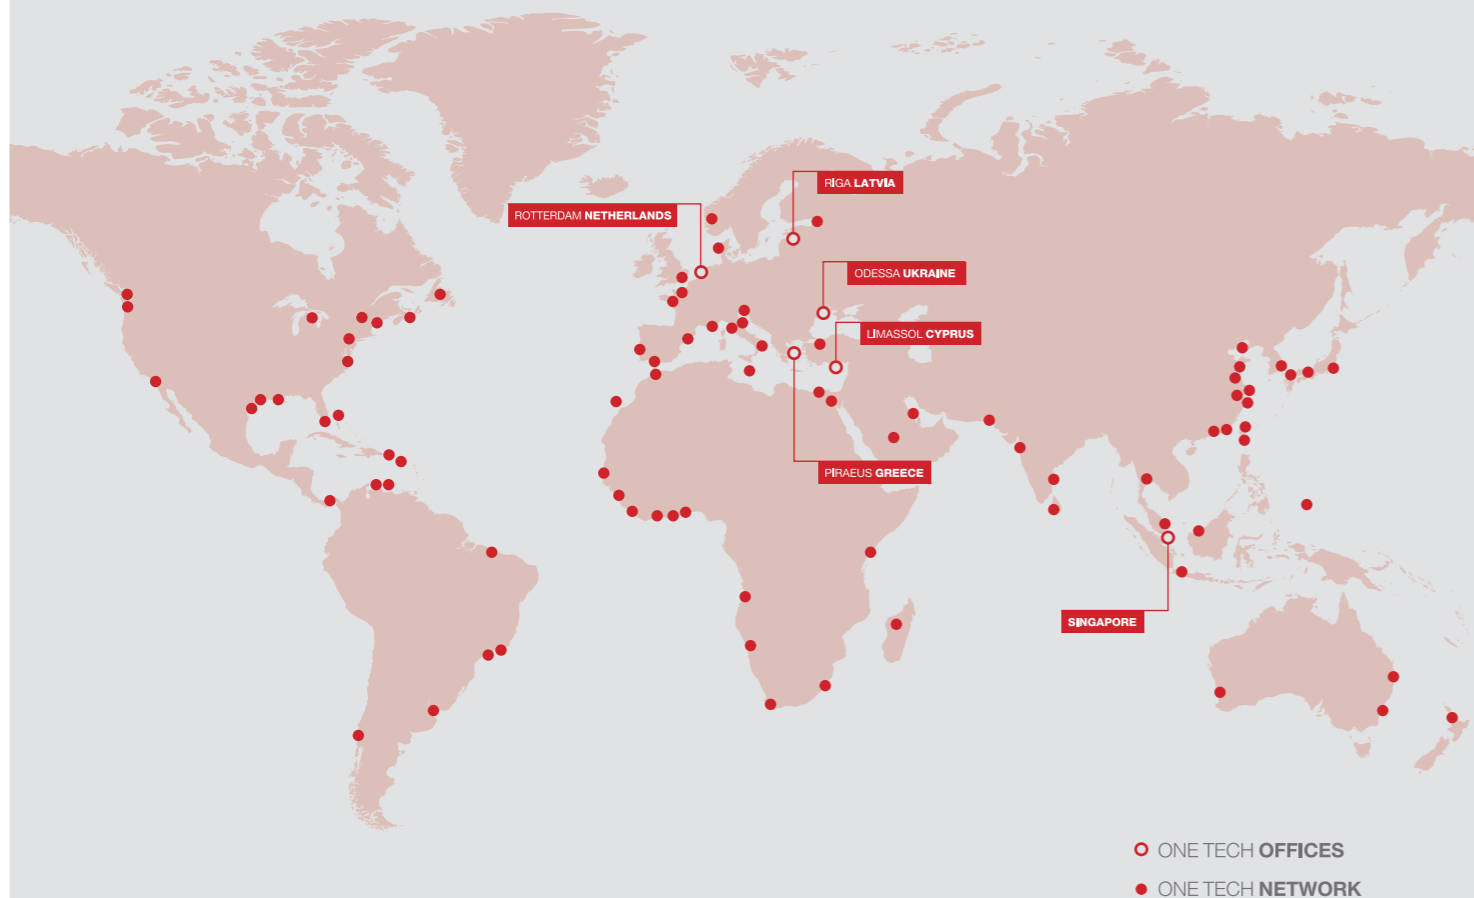 RIGA LATVIA
ROTTERDAM NETHERLANDS
ODESSA UKRAINE
LIMASSOL CYPRUS
PIRAEUS GREECE
SINGAPORE
ONE TECH OFFICES
ONE TECH NETWORK